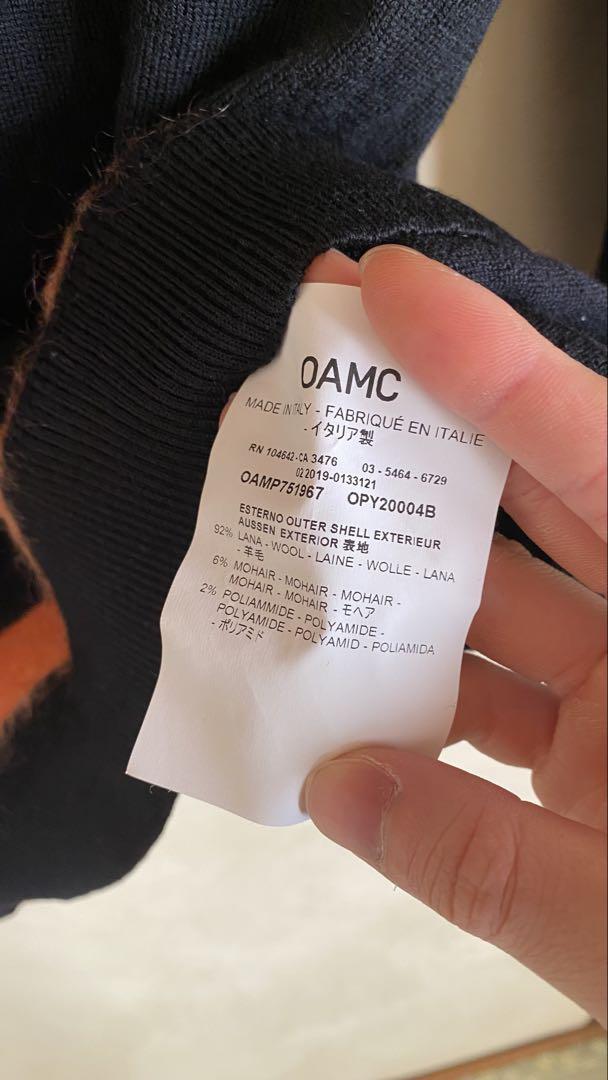 OAMC
MADE IN ITALY - FABRIQUÉ EN ITALIE
- イタリア製
RN 104642 - CA 3476 03 - 5464 - 6729
02 2019-0133121
OAMP751967 OPY20004B
ESTERNO OUTER SHELL EXTERIEUR
AUSSEN EXTERIOR 表地
92% LANA - WOOL - LAINE - WOLLE - LANA
- 羊毛
6% MOHAIR - MOHAIR - MOHAIR -
MOHAIR - MOHAIR - モヘア
2% POLIAMMIDE - POLYAMIDE -
POLYAMIDE - POLYAMID - POLIAMIDA
- ポリアミド